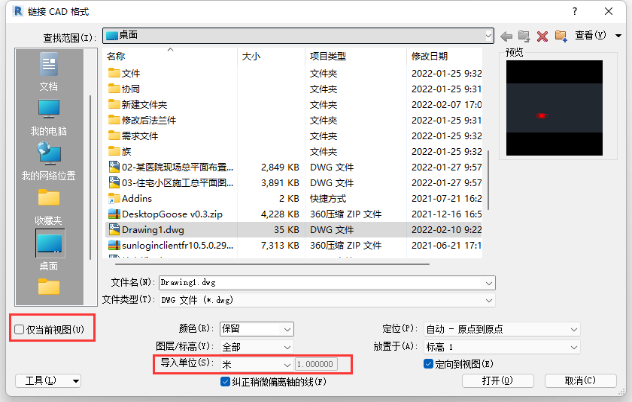 R 链接 CAD 格式 ? ×
查找范围(I): 桌面 查看(V)
名称 大小 项目类型 修改日期 预览
文件 文件夹 2022-01-25 9:32
协同 文件夹 2022-01-25 9:31
新建文件夹 文件夹 2022-02-07 17:0
修改后法兰件 文件夹 2022-01-25 9:32
需求文件 文件夹 2022-01-25 9:32
族 文件夹 2022-01-25 9:31
02-某医院现场总平面布置... 2,849 KB DWG 文件 2022-01-27 9:57
03-住宅小区施工总平面图... 3,891 KB DWG 文件 2022-01-27 9:57
Addins 2 KB 快捷方式 2021-07-21 16:2
DesktopGoose v0.3.zip 4,228 KB 360压缩 ZIP 文件 2021-12-16 16:5
Drawing1.dwg 35 KB DWG 文件 2022-02-10 9:22
sunloginclientfr10.5.0.29... 7,313 KB 360压缩 ZIP 文件 2021-06-21 17:1
文档
我的电脑
我的网络位置
收藏夹
桌面
文件名(N): Drawing1.dwg
文件类型(T): DWG 文件 (*.dwg)
仅当前视图(U)
颜色(R): 保留 定位(P): 自动 - 原点到原点
图层/标高(Y): 全部 放置于(A): 标高 1
导入单位(S): 米 1.000000 定向到视图(E)
纠正稍微偏离轴的线(F)
工具(L) 打开(O) 取消(C)